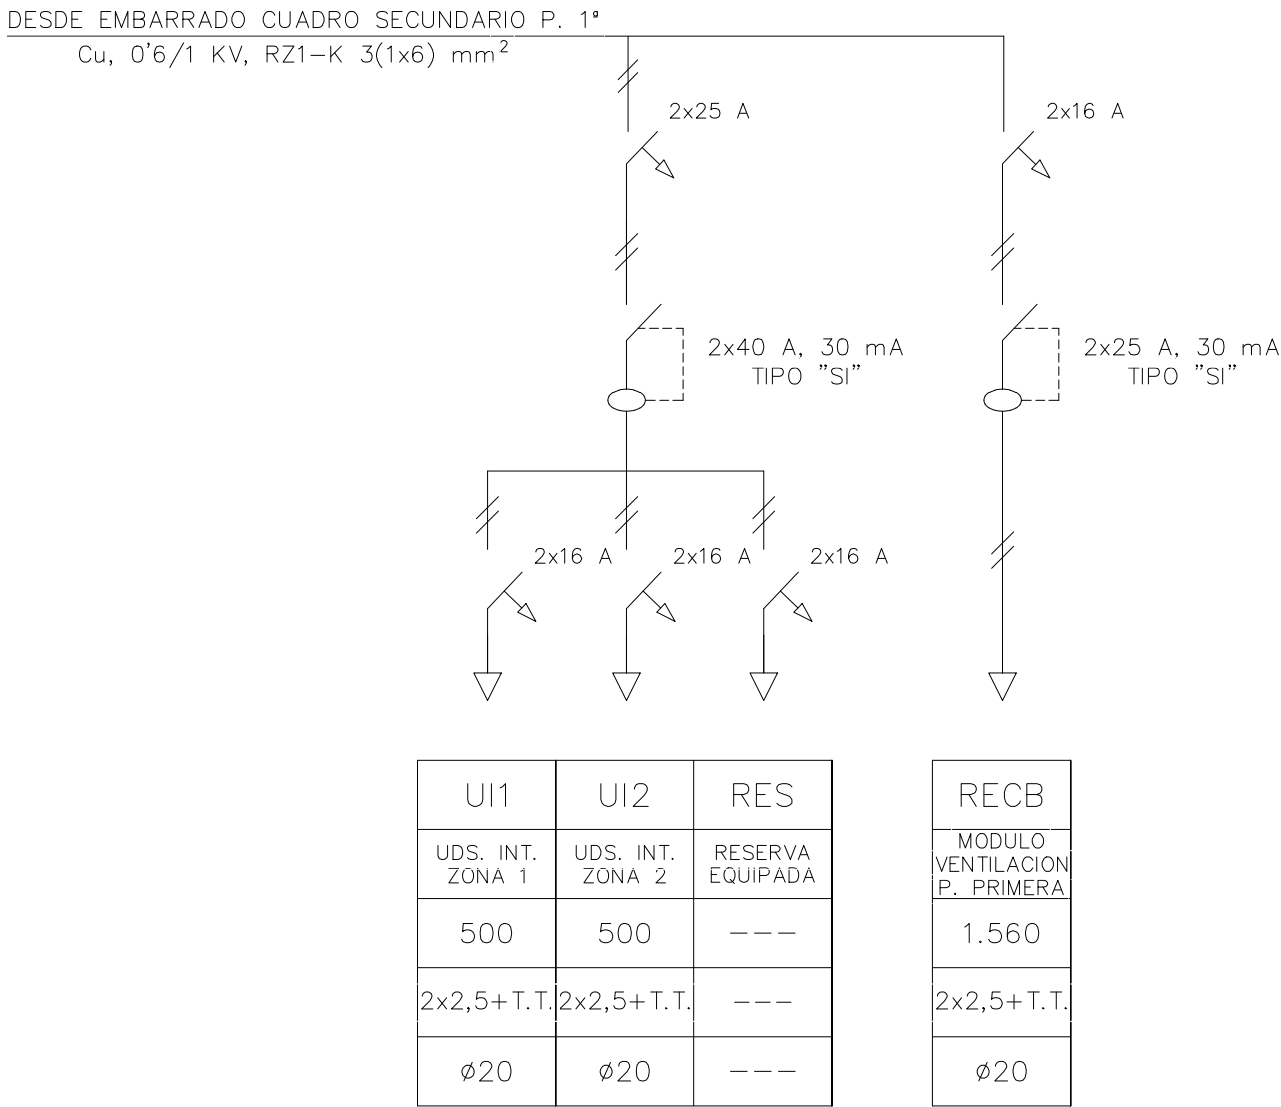 DESDE EMBARRADO CUADRO SECUNDARIO P. 1ª
Cu, 0'6/1 KV, RZ1-K 3(1x6) mm²
2x25 A
2x16 A
2x40 A, 30 mA
TIPO "SI"
2x25 A, 30 mA
TIPO "SI"
2x16 A
2x16 A
2x16 A
UI1
UI2
RES
RECB
UDS. INT.
ZONA 1
UDS. INT.
ZONA 2
RESERVA
EQUIPADA
MODULO
VENTILACION
P. PRIMERA
500
500
---
1.560
2x2,5+T.T.
2x2,5+T.T.
---
2x2,5+T.T.
ø20
ø20
---
ø20